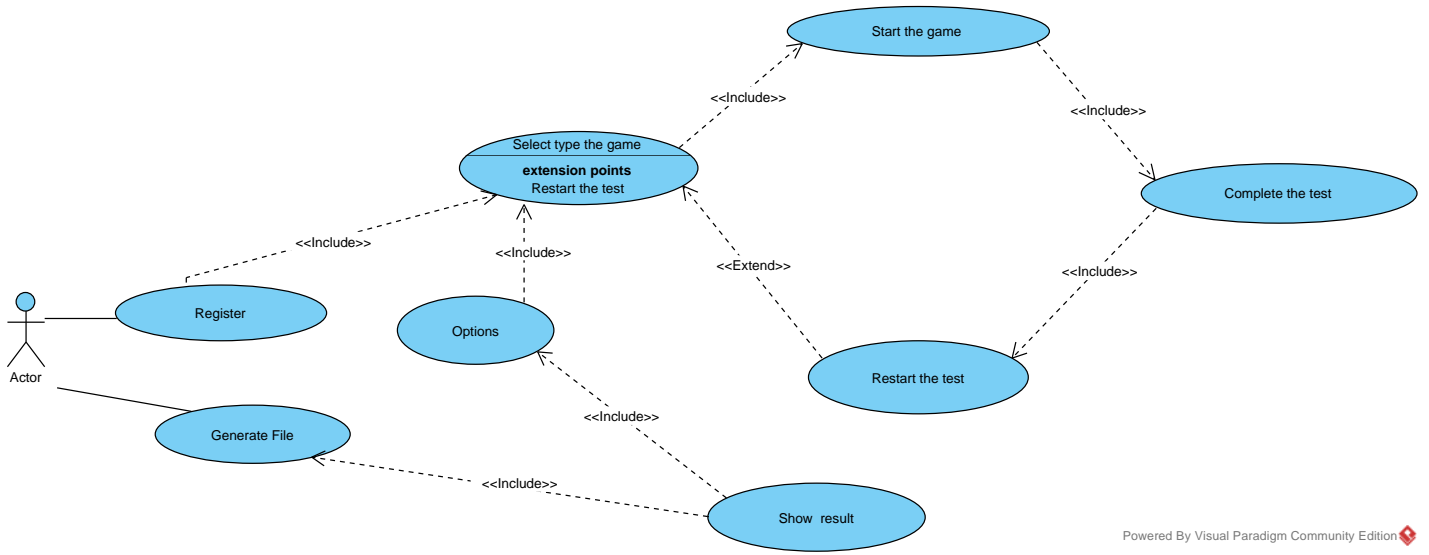 Start the game
<<Include>>
<<Include>>
Select type the game
extension points
Restart the test
Complete the test
<<Include>>
<<Include>>
<<Extend>>
<<Include>>
Register
Options
Actor
Restart the test
<<Include>>
Generate File
<<Include>>
Show result
Powered By Visual Paradigm Community Edition